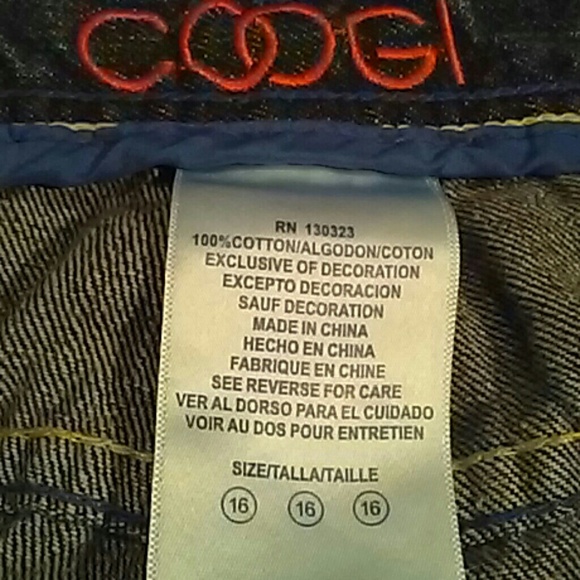 COOGI
RN 130323
100%COTTON/ALGODON/COTON
EXCLUSIVE OF DECORATION
EXCEPTO DECORACION
SAUF DECORATION
MADE IN CHINA
HECHO EN CHINA
FABRIQUE EN CHINE
SEE REVERSE FOR CARE
VER AL DORSO PARA EL CUIDADO
VOIR AU DOS POUR ENTRETIEN
SIZE/TALLA/TAILLE
16 16 16